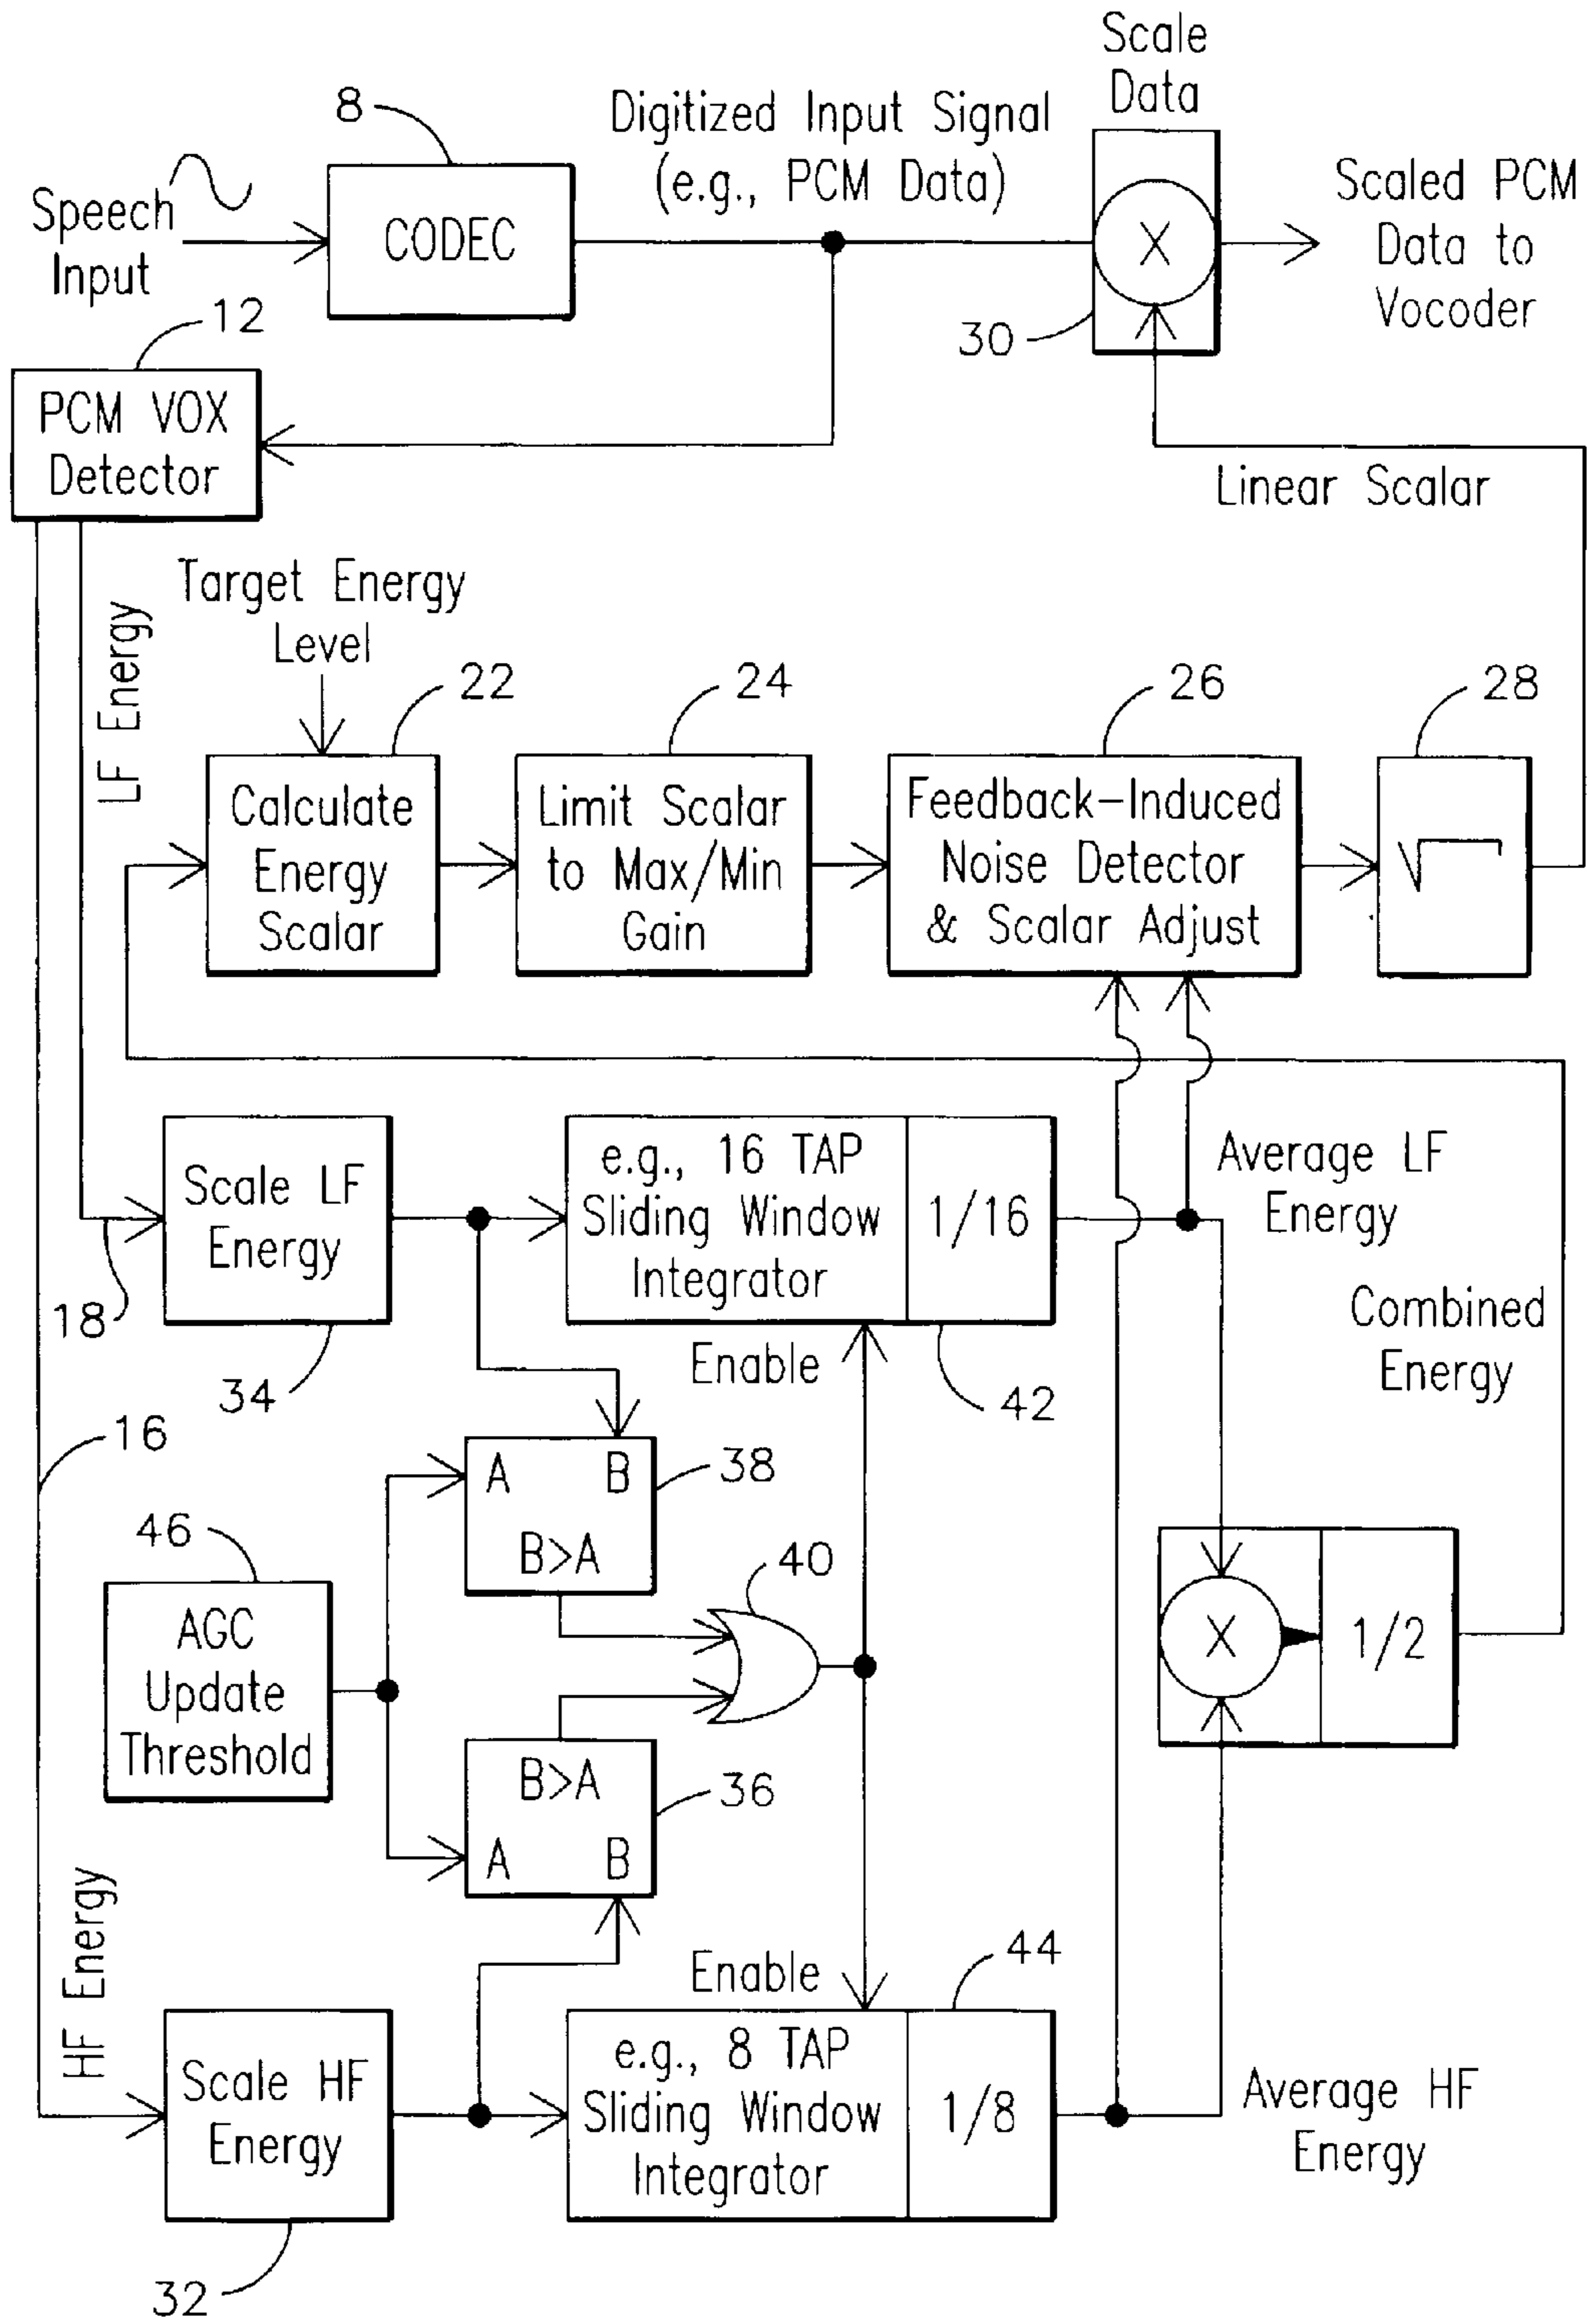 Scale
Data
8
Digitized Input Signal
(e.g., PCM Data)
Speech
Input
CODEC
X
Scaled PCM
Data to
Vocoder
12
30
PCM VOX
Detector
Linear Scalar
Target Energy
Level
LF Energy
22
24
26
28
Calculate
Energy
Scalar
Limit Scalar
to Max/Min
Gain
Feedback-Induced
Noise Detector
& Scalar Adjust
√
Scale LF
Energy
e.g., 16 TAP
Sliding Window
Integrator
1/16
Average LF
Energy
18
34
Enable
42
Combined
Energy
16
A B
B>A
38
46
40
AGC
Update
Threshold
X
1/2
B>A
A B
36
HF Energy
Enable
44
Scale HF
Energy
e.g., 8 TAP
Sliding Window
Integrator
1/8
Average HF
Energy
32